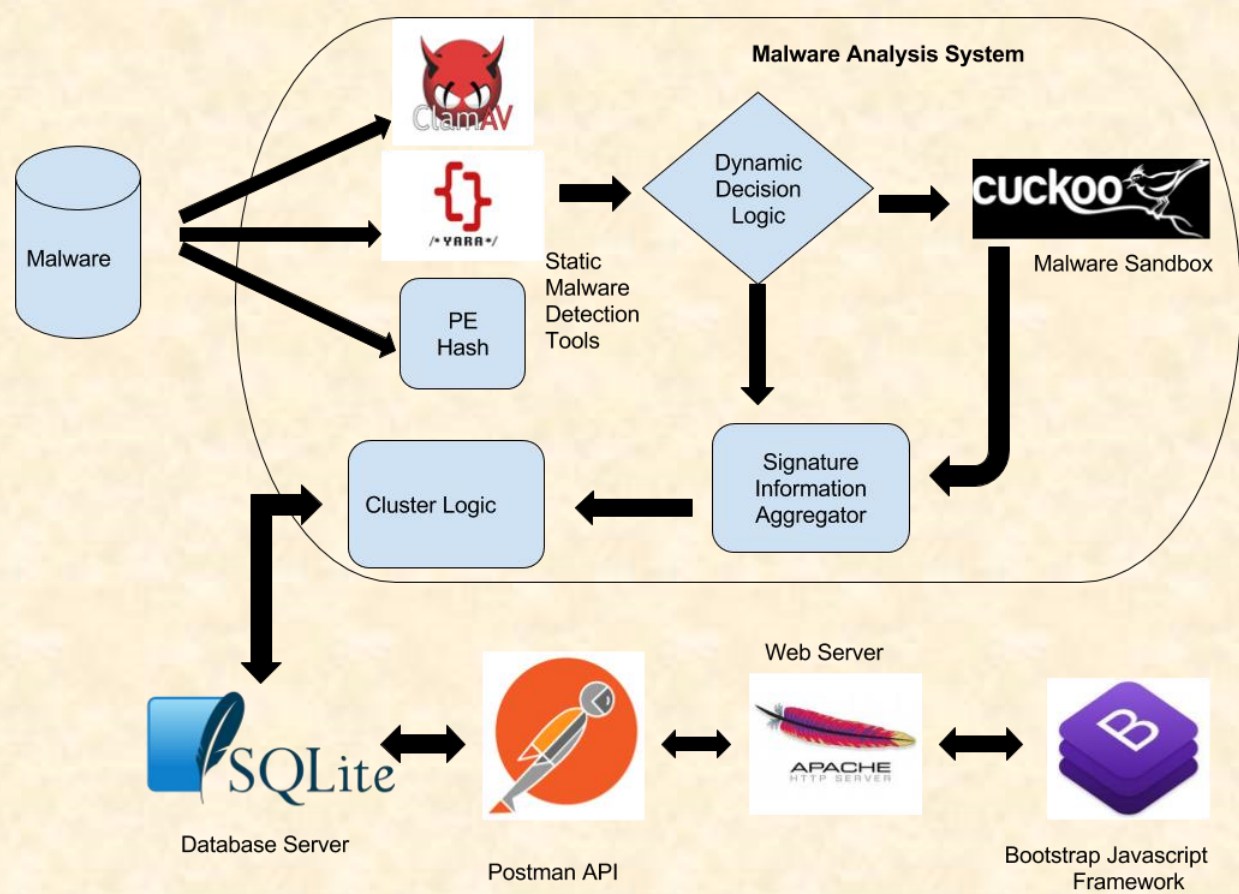 Malware Analysis System
ClamAV
Malware
/*YARA*/
Static
Malware
Detection
Tools
PE
Hash
Dynamic
Decision
Logic
cuckoo
Malware Sandbox
Signature
Information
Aggregator
Cluster Logic
SQLite
Database Server
Postman API
Web Server
APACHE
HTTP SERVER
B
Bootstrap Javascript
Framework